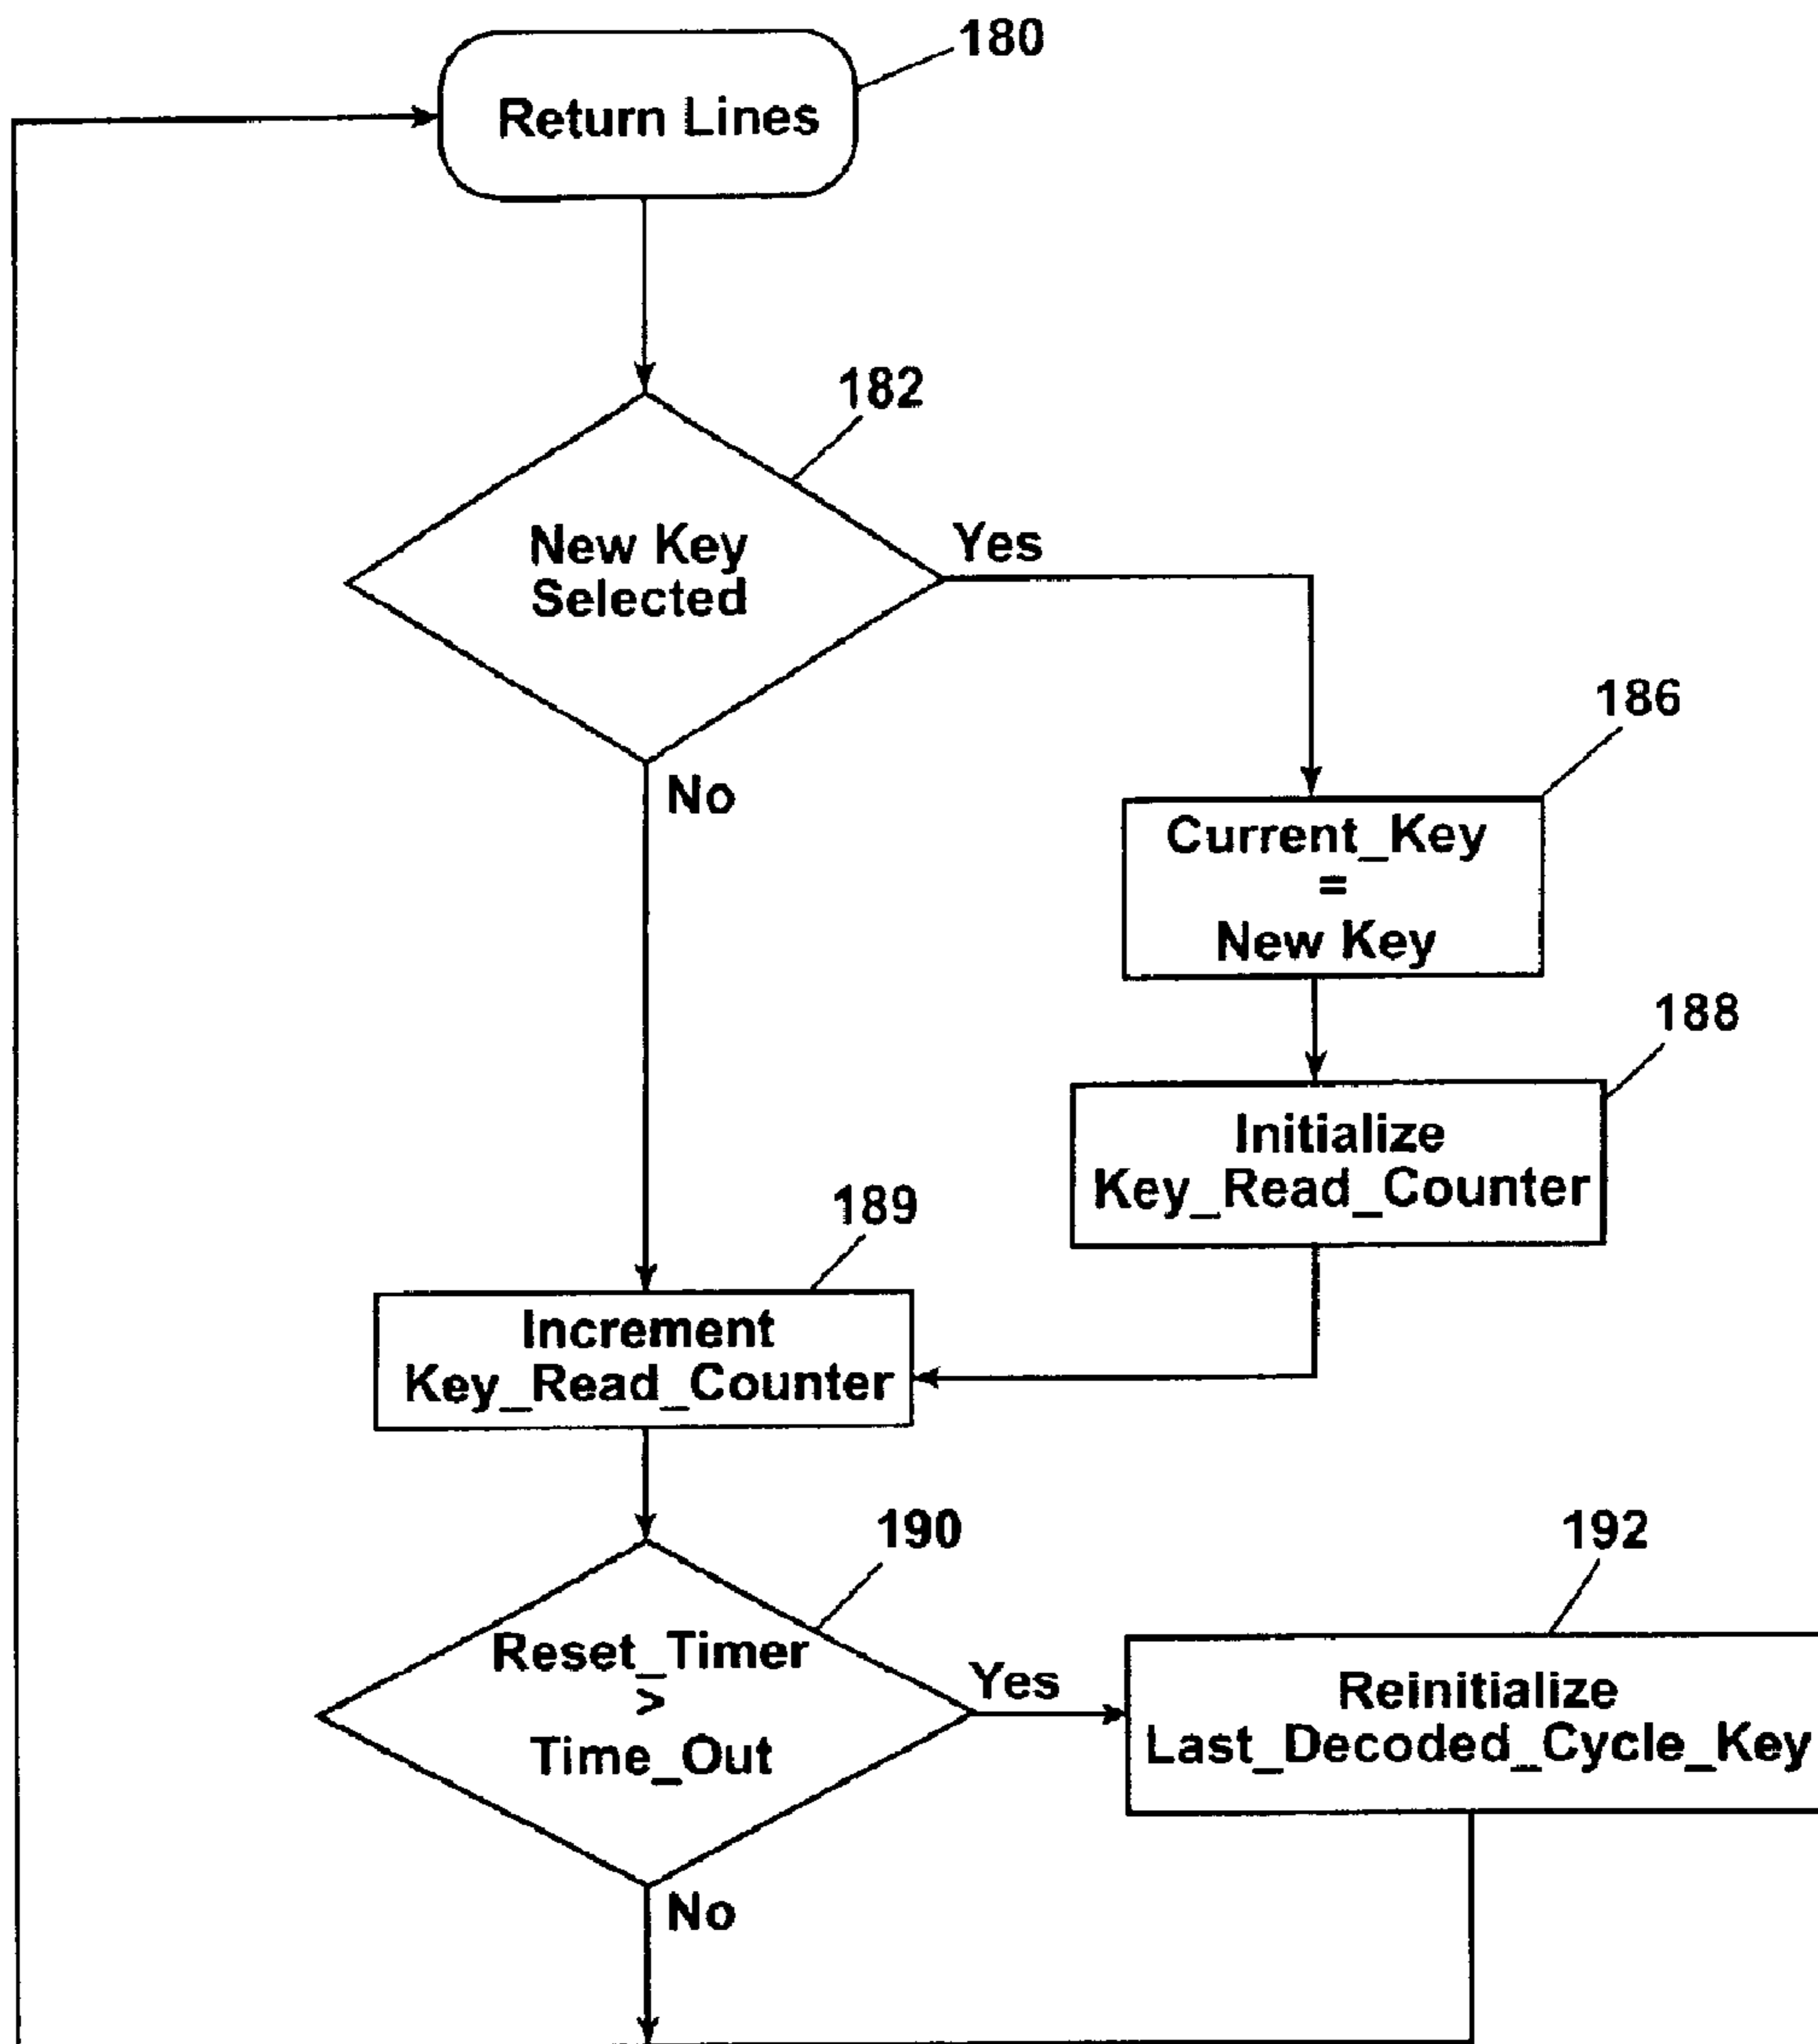 180
Return Lines
182
New Key
Selected
Yes
No
186
Current_Key
=
New Key
188
Initialize
Key_Read_Counter
189
Increment
Key_Read_Counter
190
Reset_Timer
>
Time_Out
Yes
No
192
Reinitialize
Last_Decoded_Cycle_Key